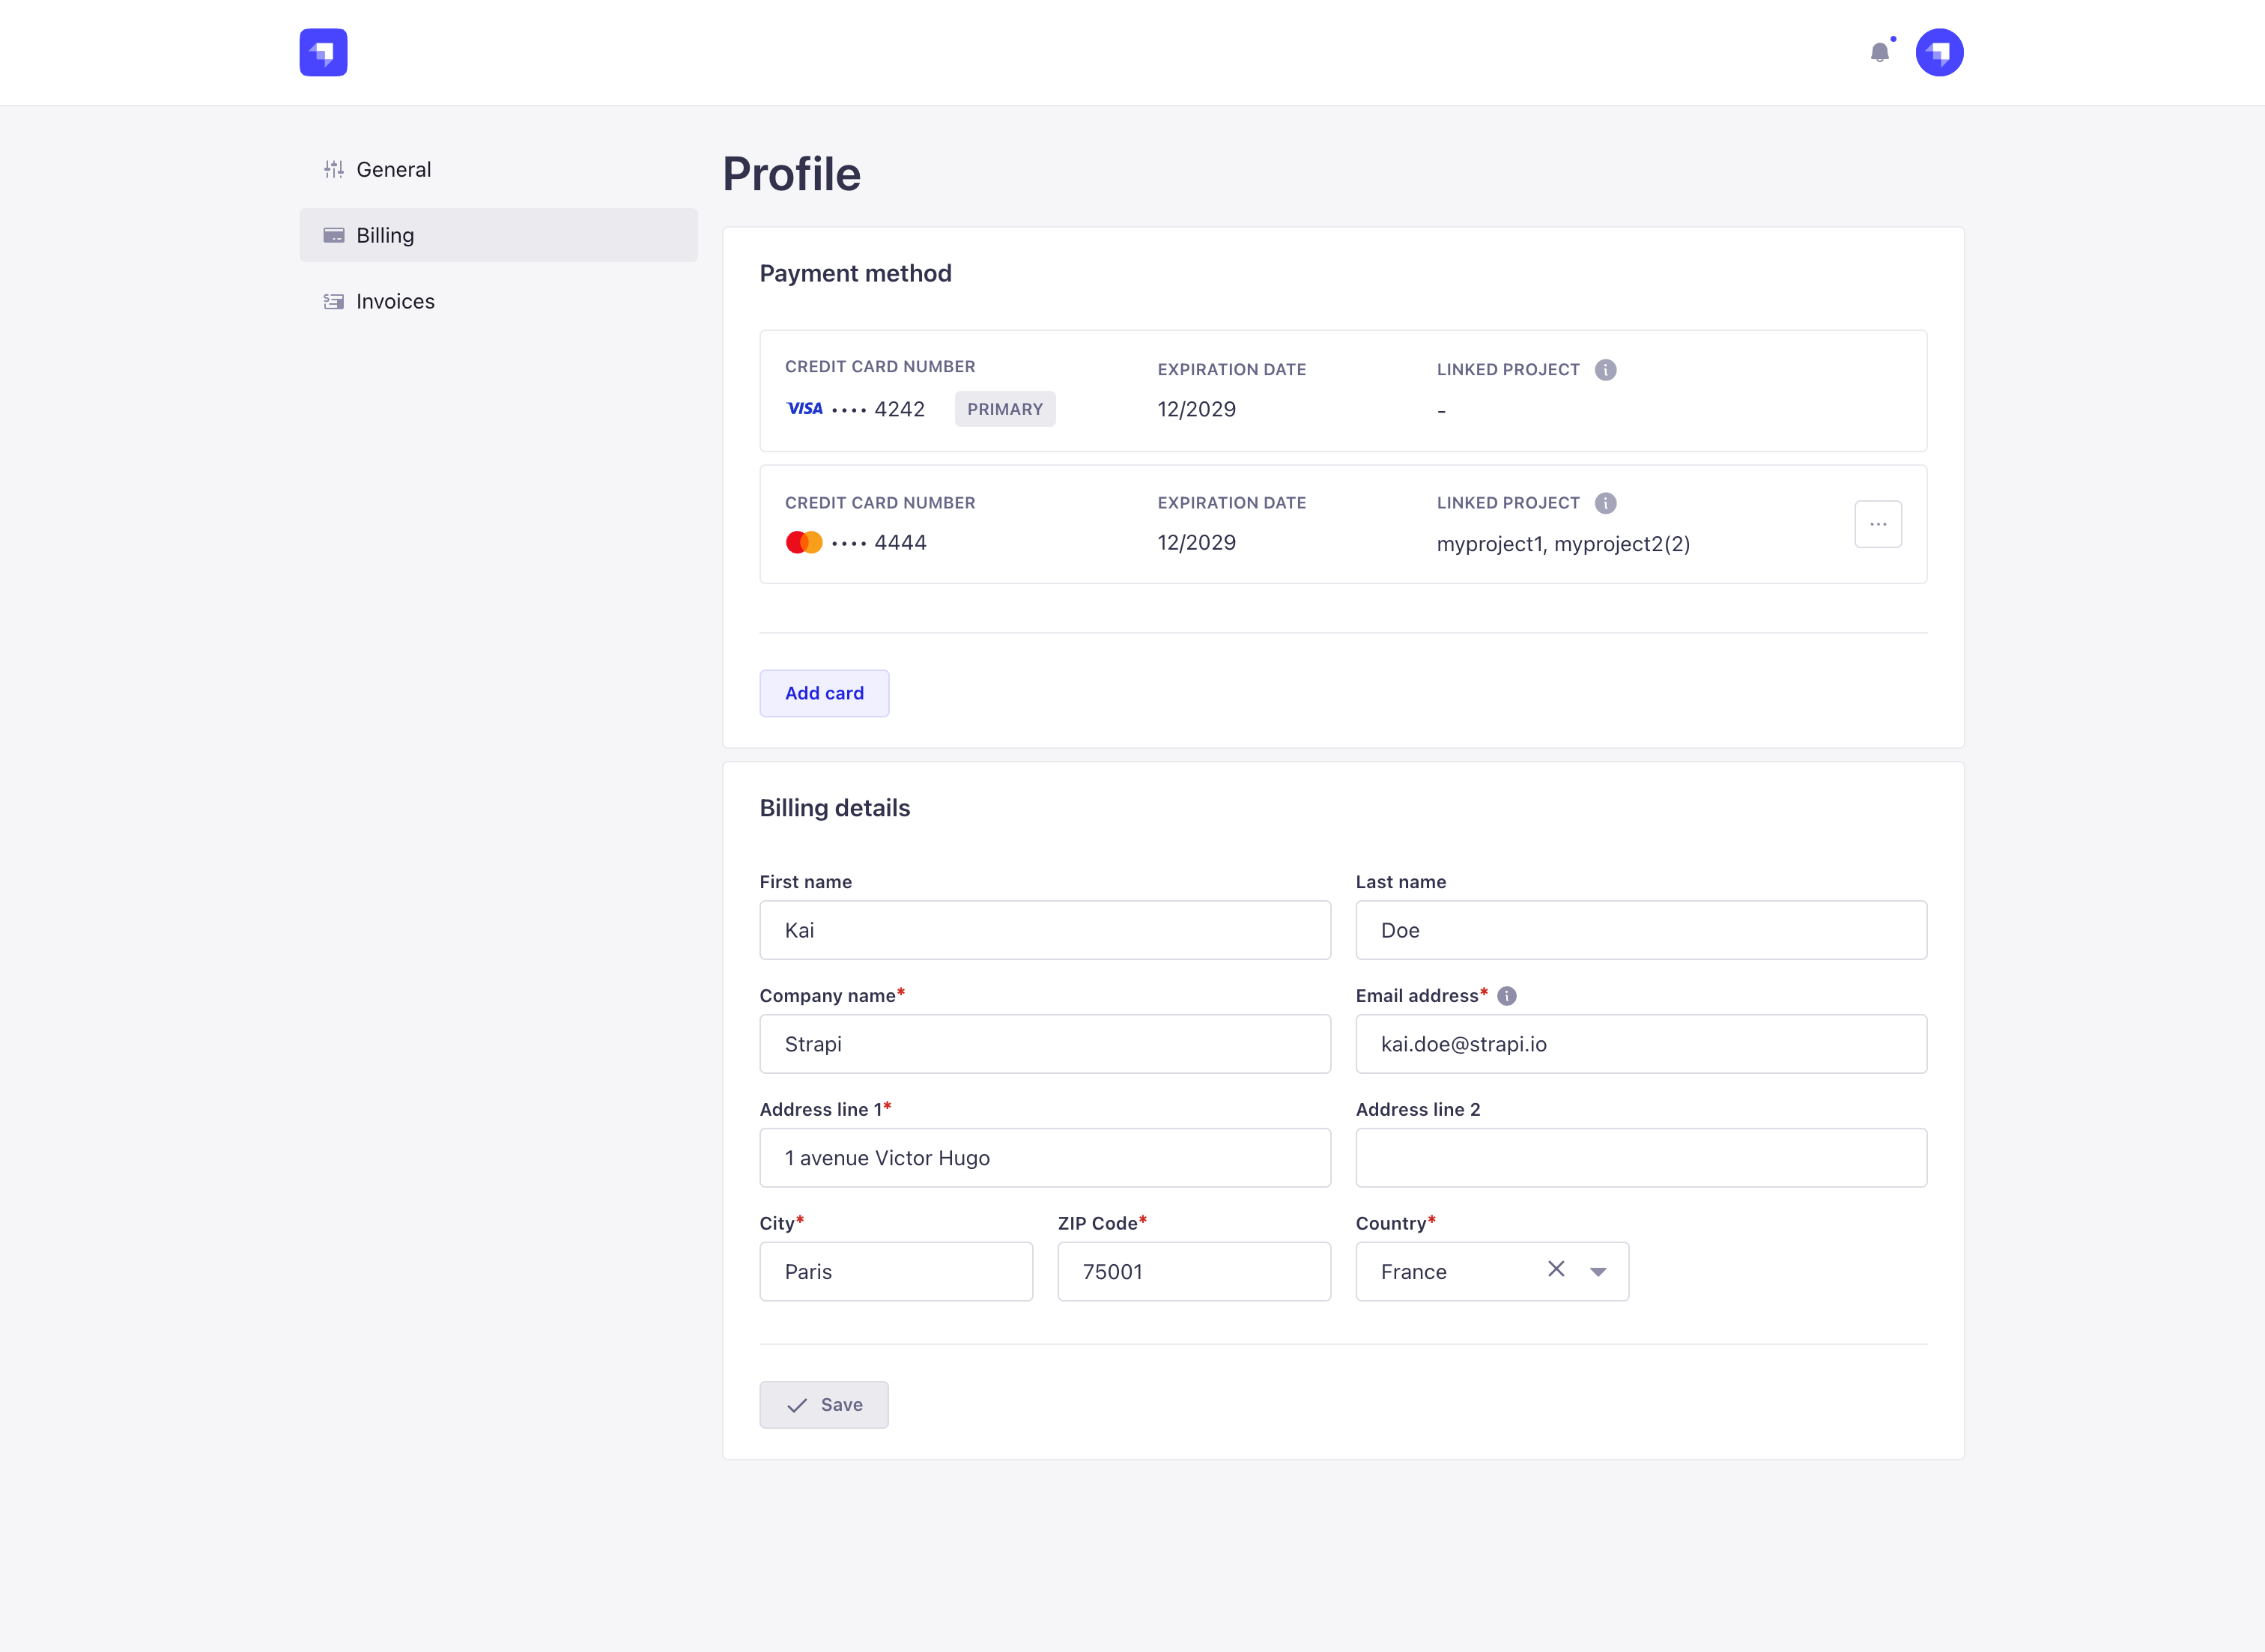 General
Billing
Invoices
Profile
Payment method
CREDIT CARD NUMBER
EXPIRATION DATE
LINKED PROJECT
VISA •••• 4242
PRIMARY
12/2029
-
CREDIT CARD NUMBER
EXPIRATION DATE
LINKED PROJECT
•••• 4444
12/2029
myproject1, myproject2(2)
Add card
Billing details
First name
Last name
Kai
Doe
Company name*
Email address*
Strapi
kai.doe@strapi.io
Address line 1*
Address line 2
1 avenue Victor Hugo
City*
ZIP Code*
Country*
Paris
75001
France
Save